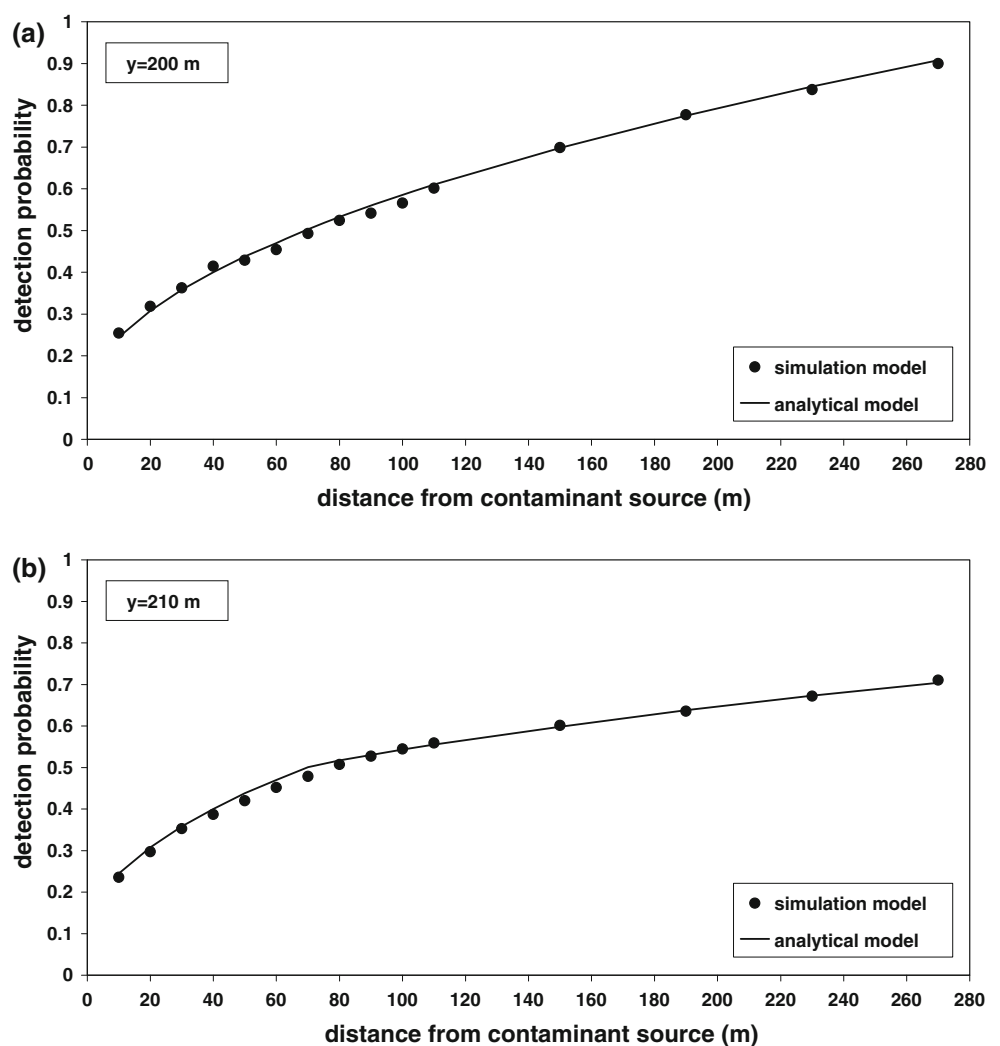 (a)
y=200 m
detection probability
1
0.9
0.8
0.7
0.6
0.5
0.4
0.3
0.2
0.1
0
simulation model
analytical model
0 20 40 60 80 100 120 140 160 180 200 220 240 260 280
distance from contaminant source (m)
(b)
y=210 m
detection probability
1
0.9
0.8
0.7
0.6
0.5
0.4
0.3
0.2
0.1
0
simulation model
analytical model
0 20 40 60 80 100 120 140 160 180 200 220 240 260 280
distance from contaminant source (m)